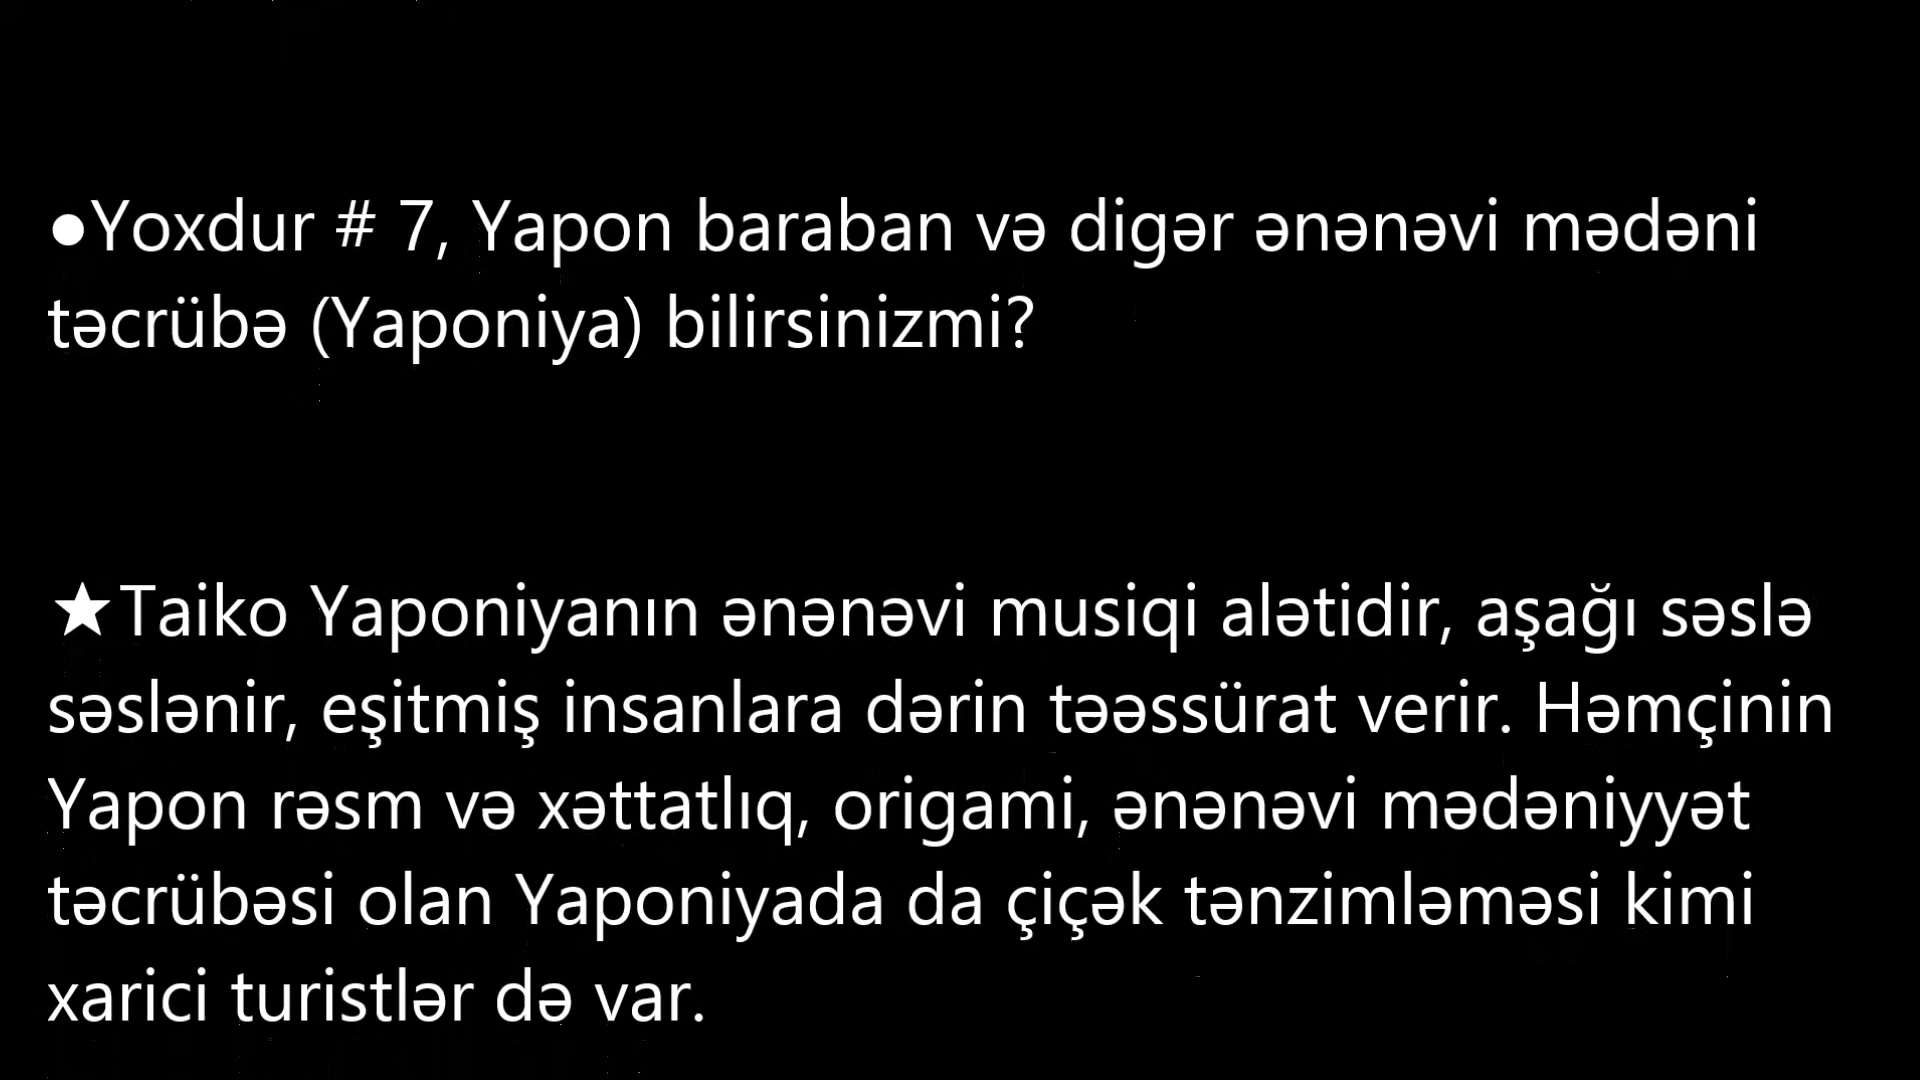 ●Yoxdur # 7, Yapon baraban və digər ənənəvi mədəni
təcrübə (Yaponiya) bilirsinizmi?
★Taiko Yaponiyanın ənənəvi musiqi alətidir, aşağı səslə
səslənir, eşitmiş insanlara dərin təəssürat verir. Həmçinin
Yapon rəsm və xəttatlıq, origami, ənənəvi mədəniyyət
təcrübəsi olan Yaponiyada da çiçək tənzimləməsi kimi
xarici turistlər də var.